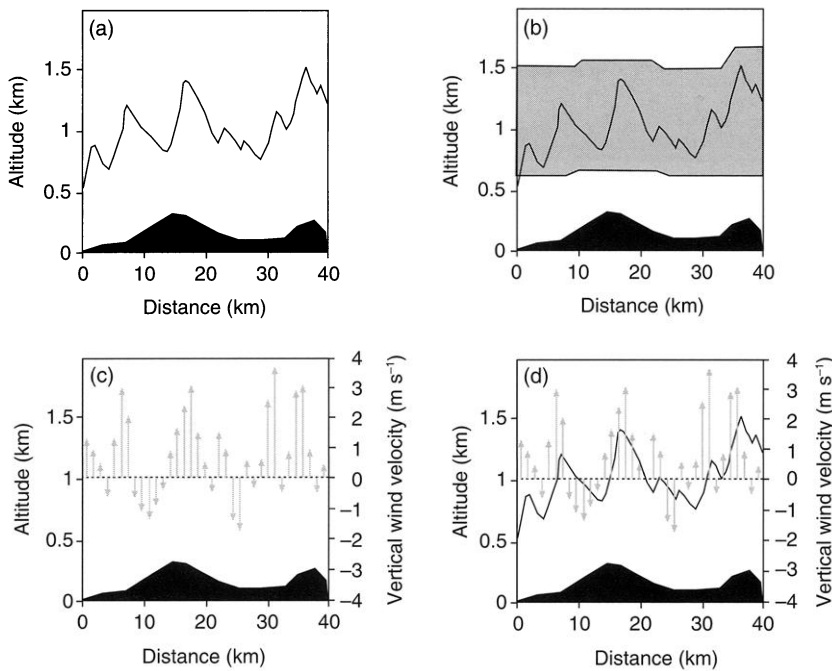 (a)
Altitude (km)
1.5
1
0.5
0
0 10 20 30 40
Distance (km)
(b)
Altitude (km)
1.5
1
0.5
0
0 10 20 30 40
Distance (km)
(c)
Altitude (km)
1.5
1
0.5
0
4
3
2
1
0
−1
−2
−3
−4
Vertical wind velocity (m s⁻¹)
0 10 20 30 40
Distance (km)
(d)
Altitude (km)
1.5
1
0.5
0
4
3
2
1
0
−1
−2
−3
−4
Vertical wind velocity (m s⁻¹)
0 10 20 30 40
Distance (km)